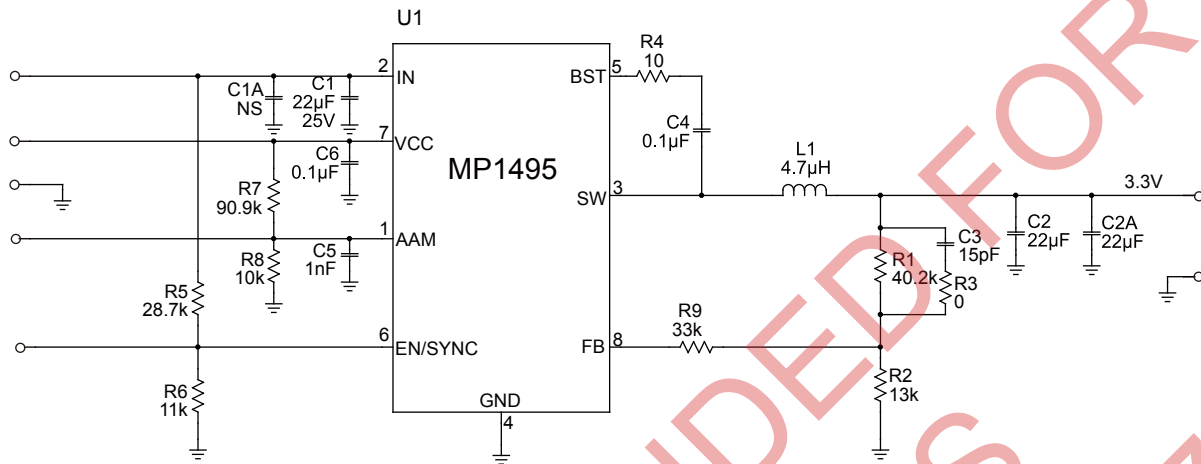 U1
MP1495
2
IN
7
VCC
1
AAM
6
EN/SYNC
GND
4
5
BST
3
SW
8
FB
C1A
NS
C1
22µF
25V
C6
0.1µF
R7
90.9k
R8
10k
C5
1nF
R5
28.7k
R6
11k
R4
10
C4
0.1µF
L1
4.7µH
3.3V
C3
15pF
R1
40.2k
R3
0
C2
22µF
C2A
22µF
R9
33k
R2
13k
DED FOR